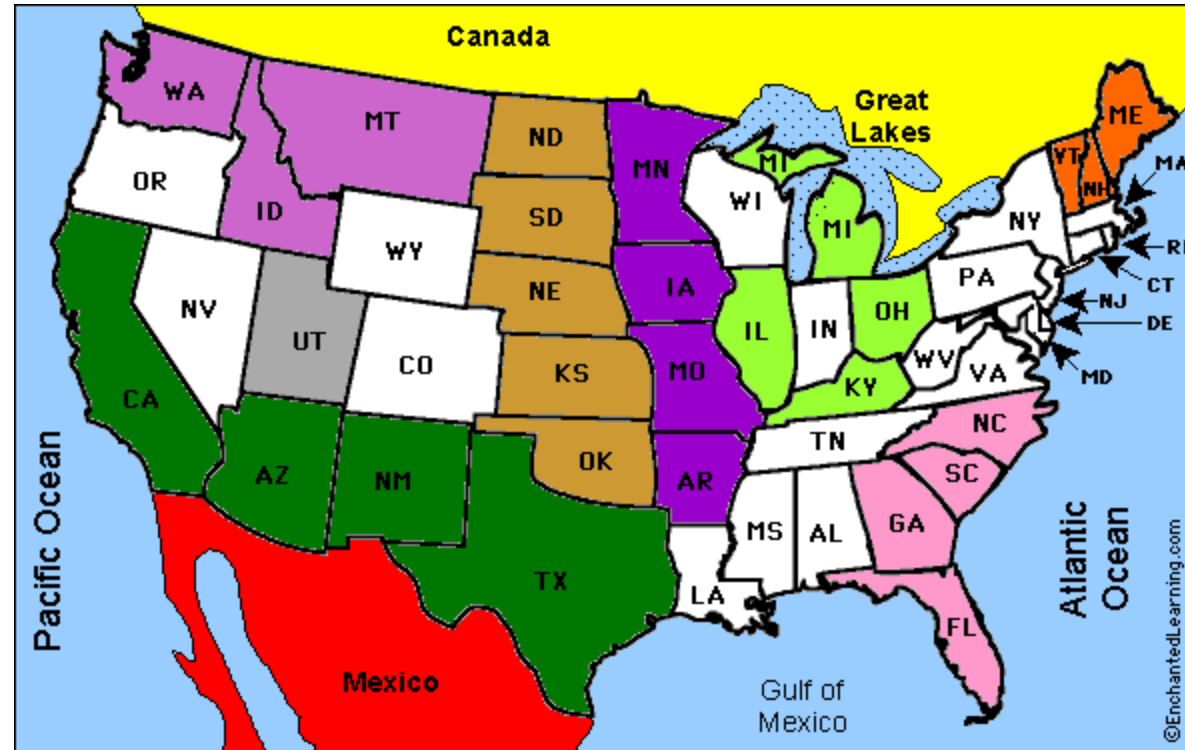 Canada
Great
Lakes
WA
MT
ND
MN
ME
VT
NH
MA
MI
OR
ID
SD
WI
MI
NY
RI
WY
CT
NV
NE
IA
PA
NJ
UT
CO
IL
IN
OH
DE
WV
MD
KS
MO
KY
VA
CA
TN
NC
AZ
NM
OK
AR
SC
MS
AL
GA
TX
LA
FL
Pacific Ocean
Atlantic
Ocean
Mexico
Gulf of
Mexico
©EnchantedLearning.com